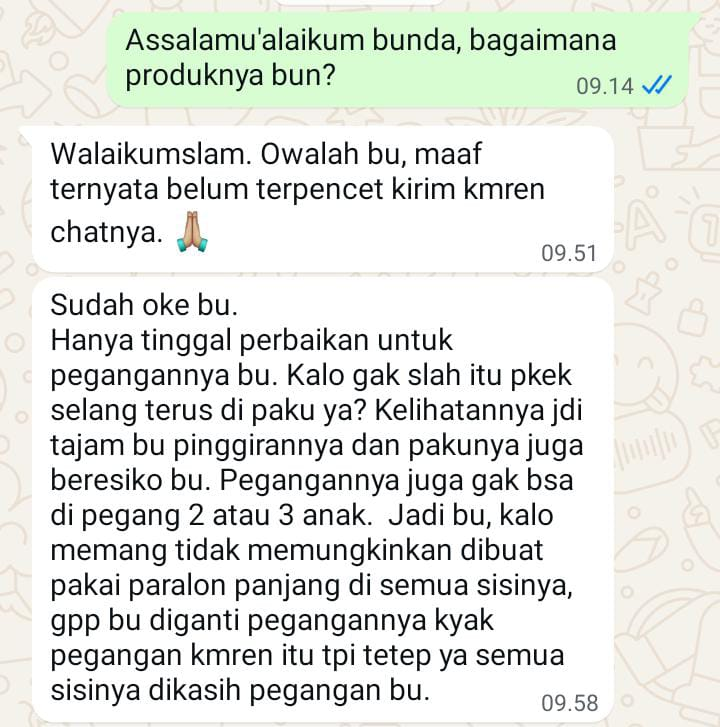 Assalamu'alaikum bunda, bagaimana
produknya bun?
09.14
Walaikumslam. Owalah bu, maaf
ternyata belum terpencet kirim kmren
chatnya. 🙏🏼
09.51
Sudah oke bu.
Hanya tinggal perbaikan untuk
pegangannya bu. Kalo gak slah itu pkek
selang terus di paku ya? Kelihatannya jdi
tajam bu pinggirannya dan pakunya juga
beresiko bu. Pegangannya juga gak bsa
di pegang 2 atau 3 anak.  Jadi bu, kalo
memang tidak memungkinkan dibuat
pakai paralon panjang di semua sisinya,
gpp bu diganti pegangannya kyak
pegangan kmren itu tpi tetep ya semua
sisinya dikasih pegangan bu.
09.58